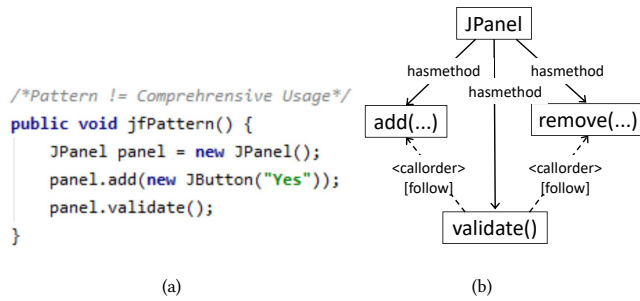 /*Pattern != Comprehrensive Usage*/
public void jfPattern() {
JPanel panel = new JPanel();
panel.add(new JButton("Yes"));
panel.validate();
}
(a)
JPanel
hasmethod
hasmethod
hasmethod
add(...)
remove(...)
<callorder>
[follow]
<callorder>
[follow]
validate()
(b)